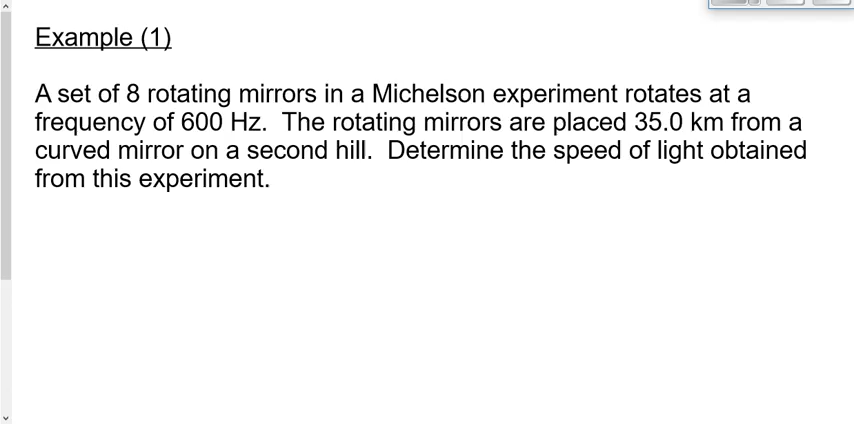 Example (1)
A set of 8 rotating mirrors in a Michelson experiment rotates at a
frequency of 600 Hz.  The rotating mirrors are placed 35.0 km from a
curved mirror on a second hill.  Determine the speed of light obtained
from this experiment.